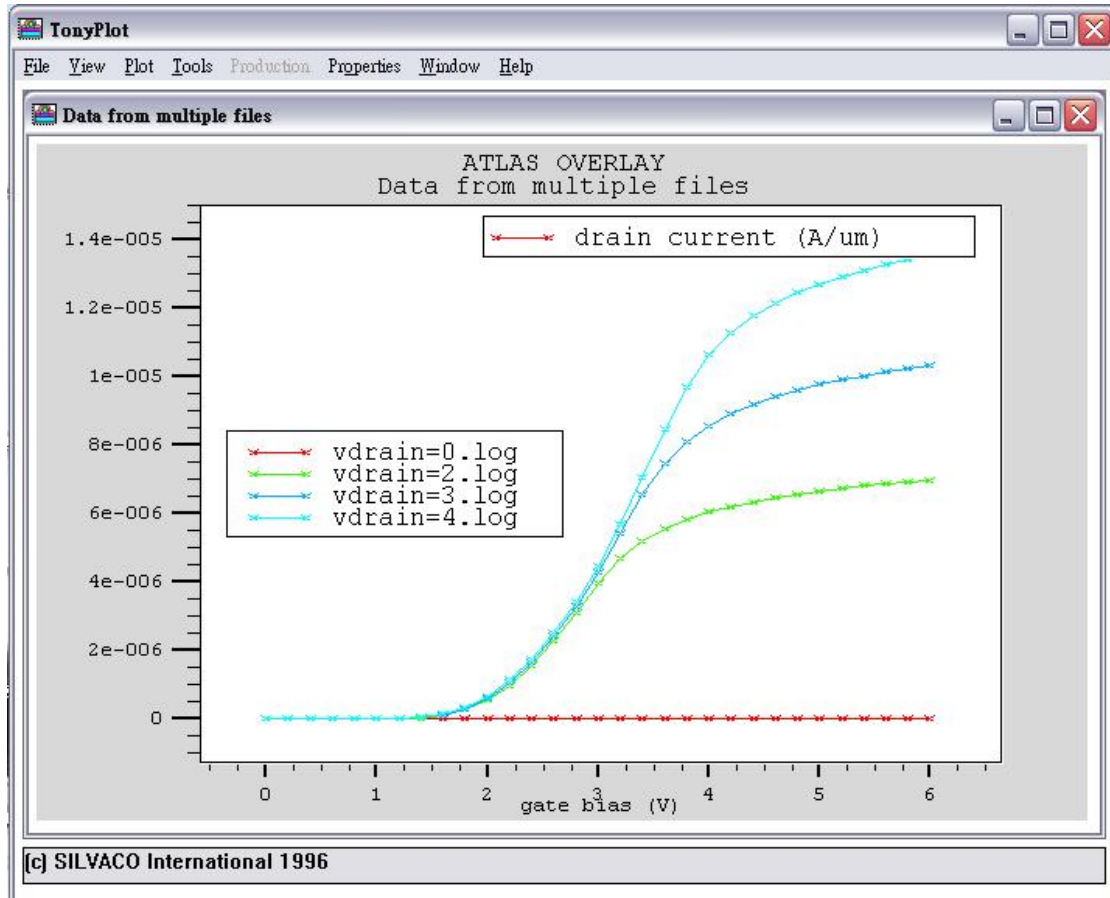 TonyPlot
File View Plot Tools Production Properties Window Help
Data from multiple files
ATLAS OVERLAY
Data from multiple files
drain current (A/um)
1.4e-005
1.2e-005
1e-005
8e-006
6e-006
4e-006
2e-006
0
vdrain=0.log
vdrain=2.log
vdrain=3.log
vdrain=4.log
0 1 2 3 4 5 6
gate bias (V)
(c) SILVACO International 1996